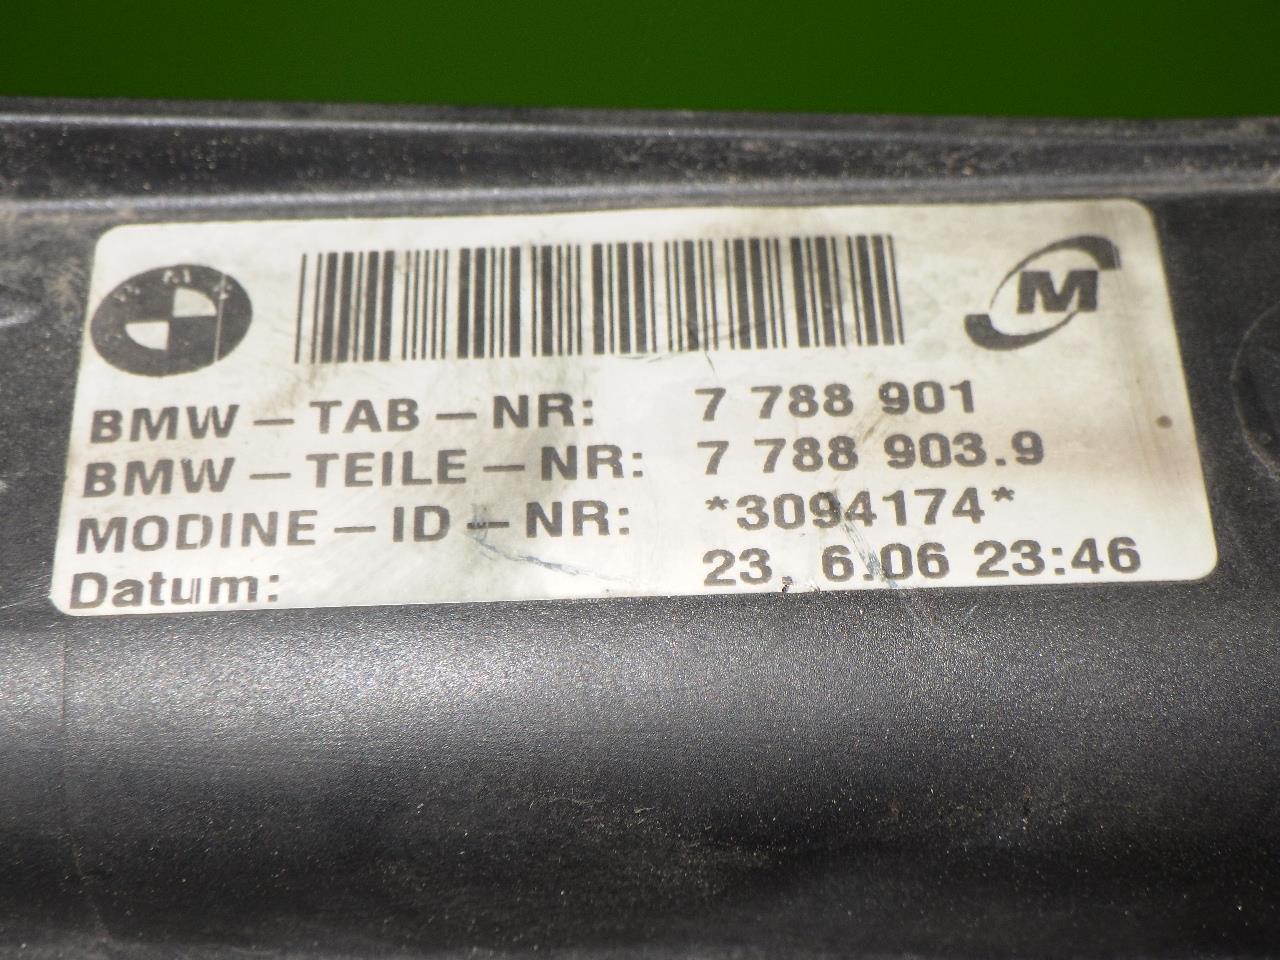 M
BMW-TAB-NR: 7 788 901
BMW-TEILE-NR: 7 788 903.9
MODINE-ID-NR: *3094174*
Datum: 23. 6.06 23:46